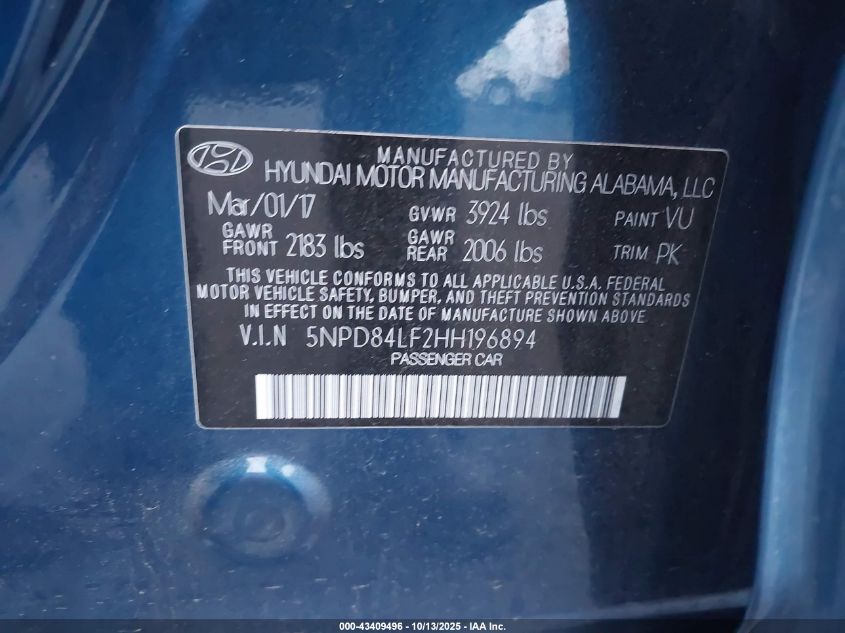 MANUFACTURED BY
HYUNDAI MOTOR MANUFACTURING ALABAMA, LLC
Mar/01/17 GVWR 3924 lbs PAINT VU
GAWR FRONT 2183 lbs GAWR REAR 2006 lbs TRIM PK
THIS VEHICLE CONFORMS TO ALL APPLICABLE U.S.A. FEDERAL
MOTOR VEHICLE SAFETY, BUMPER, AND THEFT PREVENTION STANDARDS
IN EFFECT ON THE DATE OF MANUFACTURE SHOWN ABOVE.
V.I.N 5NPD84LF2HH196894
PASSENGER CAR
000-43409496 - 10/13/2025 - IAA Inc.